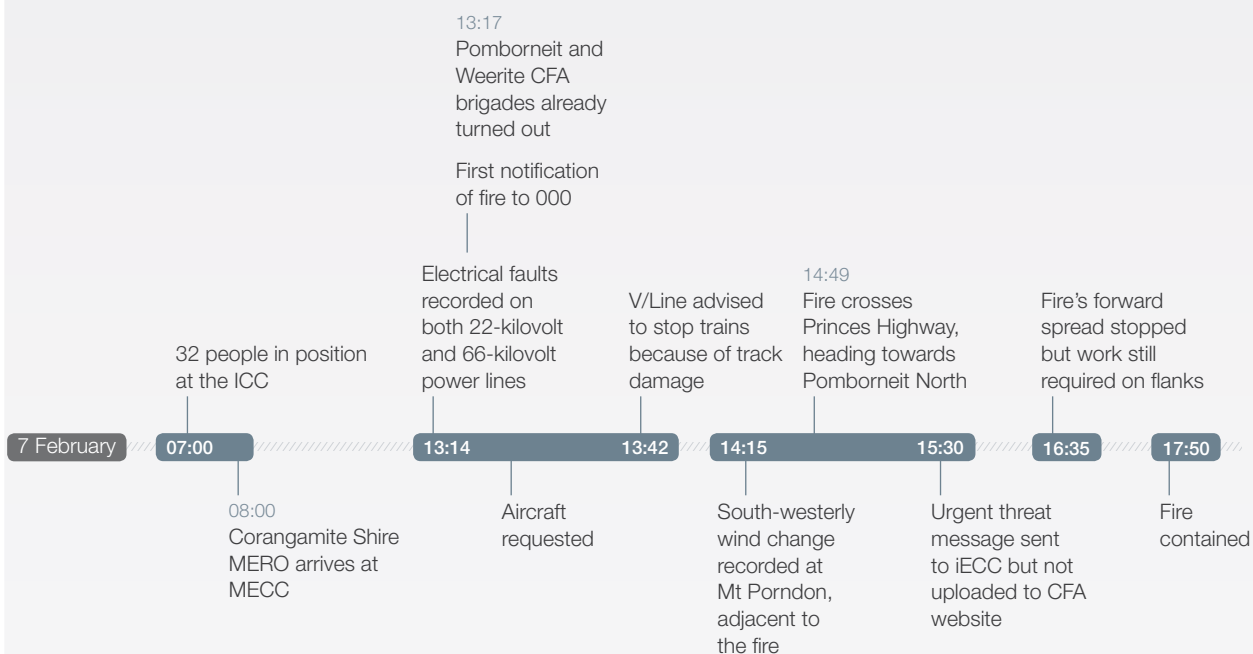 13:17
Pomborneit and
Weerite CFA
brigades already
turned out
First notification
of fire to 000
Electrical faults
recorded on
both 22-kilovolt
and 66-kilovolt
power lines
V/Line advised
to stop trains
because of track
damage
14:49
Fire crosses
Princes Highway,
heading towards
Pomborneit North
Fire's forward
spread stopped
but work still
required on flanks
32 people in position
at the ICC
7 February
07:00
13:14
13:42
14:15
15:30
16:35
17:50
08:00
Corangamite Shire
MERO arrives at
MECC
Aircraft
requested
South-westerly
wind change
recorded at
Mt Porndon,
adjacent to
the fire
Urgent threat
message sent
to iECC but not
uploaded to CFA
website
Fire
contained